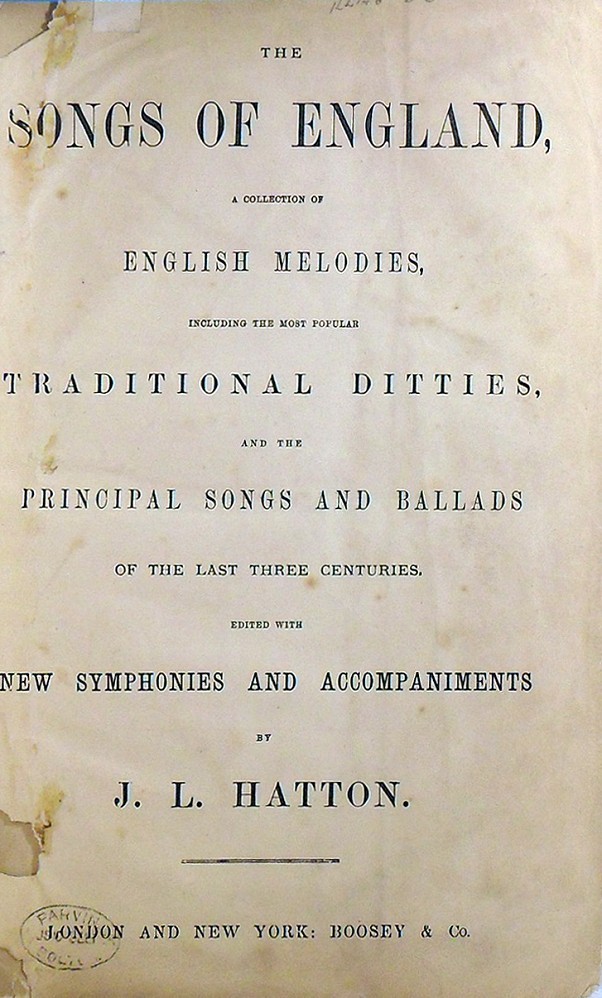 THE
SONGS OF ENGLAND,
A COLLECTION OF
ENGLISH MELODIES,
INCLUDING THE MOST POPULAR
TRADITIONAL DITTIES,
AND THE
PRINCIPAL SONGS AND BALLADS
OF THE LAST THREE CENTURIES.
EDITED WITH
NEW SYMPHONIES AND ACCOMPANIMENTS
BY
J. L. HATTON.
LONDON AND NEW YORK: BOOSEY & Co.